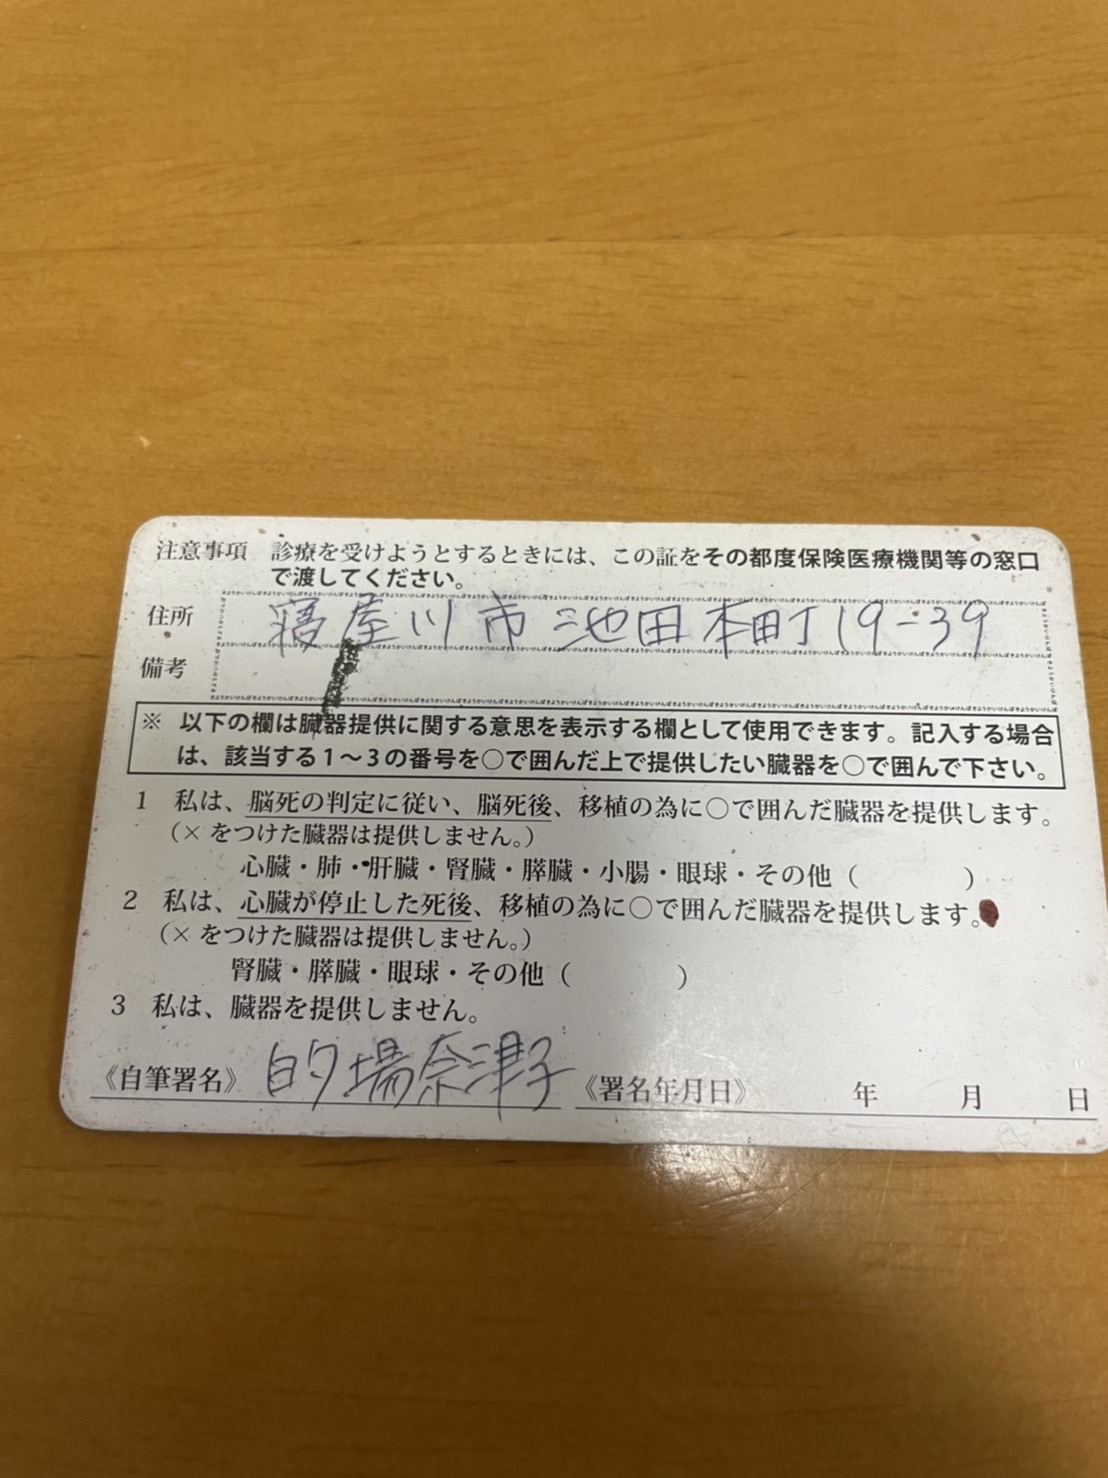 注意事項　診療を受けようとするときには、この証をその都度保険医療機関等の窓口
で渡してください。
住所　寝屋川市池田本町19-39
備考
※　以下の欄は臓器提供に関する意思を表示する欄として使用できます。記入する場合
は、該当する1～3の番号を○で囲んだ上で提供したい臓器を○で囲んで下さい。
1　私は、脳死の判定に従い、脳死後、移植の為に○で囲んだ臓器を提供します。
（×をつけた臓器は提供しません。）
心臓・肺・肝臓・腎臓・膵臓・小腸・眼球・その他（　　　　）
2　私は、心臓が停止した死後、移植の為に○で囲んだ臓器を提供します。
（×をつけた臓器は提供しません。）
腎臓・膵臓・眼球・その他（　　　　）
3　私は、臓器を提供しません。
《自筆署名》　的場奈津子　《署名年月日》　　年　　月　　日